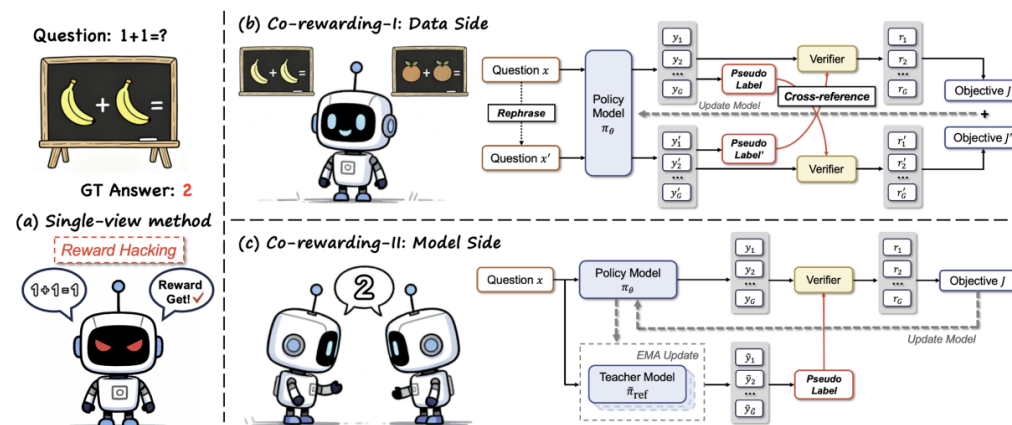 Question: 1+1=?
+ =
GT Answer: 2
(a) Single-view method
Reward Hacking
1+1=1
Reward
Get! ✓
(b) Co-rewarding-I: Data Side
+ =
+ =
Question x
Rephrase
Question x′
Policy
Model
πθ
y1
y2
...
yG
Pseudo
Label
Verifier
Cross-reference
Update Model
r1
r2
...
rG
Objective J
+
Objective J′
y′1
y′2
...
y′G
Pseudo
Label′
Verifier
r′1
r′2
...
r′G
(c) Co-rewarding-II: Model Side
2
Question x
Policy Model
πθ
y1
y2
...
yG
Verifier
r1
r2
...
rG
Objective J
Update Model
EMA Update
Teacher Model
π̃ref
ỹ1
ỹ2
...
ỹG
Pseudo
Label